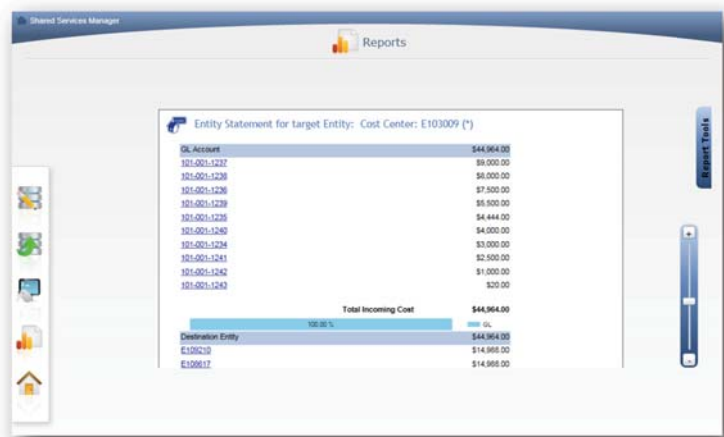 Shared Services Manager
Reports
Entity Statement for target Entity: Cost Center: E103009 (*)
GL Account $44,964.00
101-001-1237 $9,000.00
101-001-1238 $8,000.00
101-001-1236 $7,500.00
101-001-1239 $5,500.00
101-001-1235 $4,444.00
101-001-1240 $4,000.00
101-001-1234 $3,000.00
101-001-1241 $2,500.00
101-001-1242 $1,000.00
101-001-1243 $20.00
Total Incoming Cost $44,964.00
100.00 % GL
Destination Entity $44,964.00
E109210 $14,988.00
E108617 $14,988.00
Report Tools
+
-